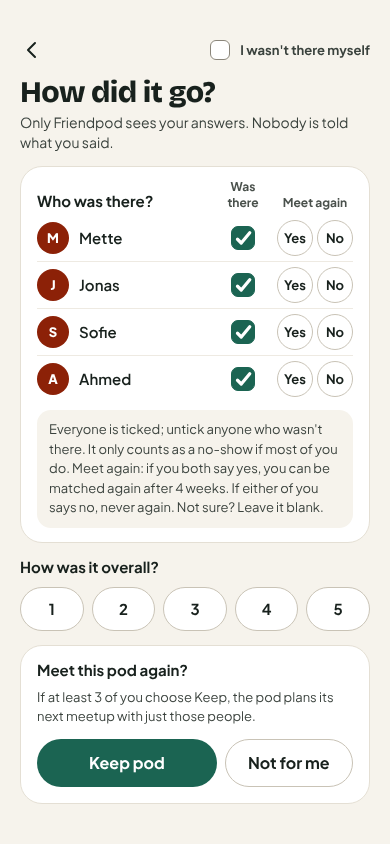 I wasn't there myself
How did it go?
Only Friendpod sees your answers. Nobody is told
what you said.
Who was there?
Was
there
Meet again
M Mette Yes No
J Jonas Yes No
S Sofie Yes No
A Ahmed Yes No
Everyone is ticked; untick anyone who wasn't
there. It only counts as a no-show if most of you
do. Meet again: if you both say yes, you can be
matched again after 4 weeks. If either of you
says no, never again. Not sure? Leave it blank.
How was it overall?
1 2 3 4 5
Meet this pod again?
If at least 3 of you choose Keep, the pod plans its
next meetup with just those people.
Keep pod Not for me